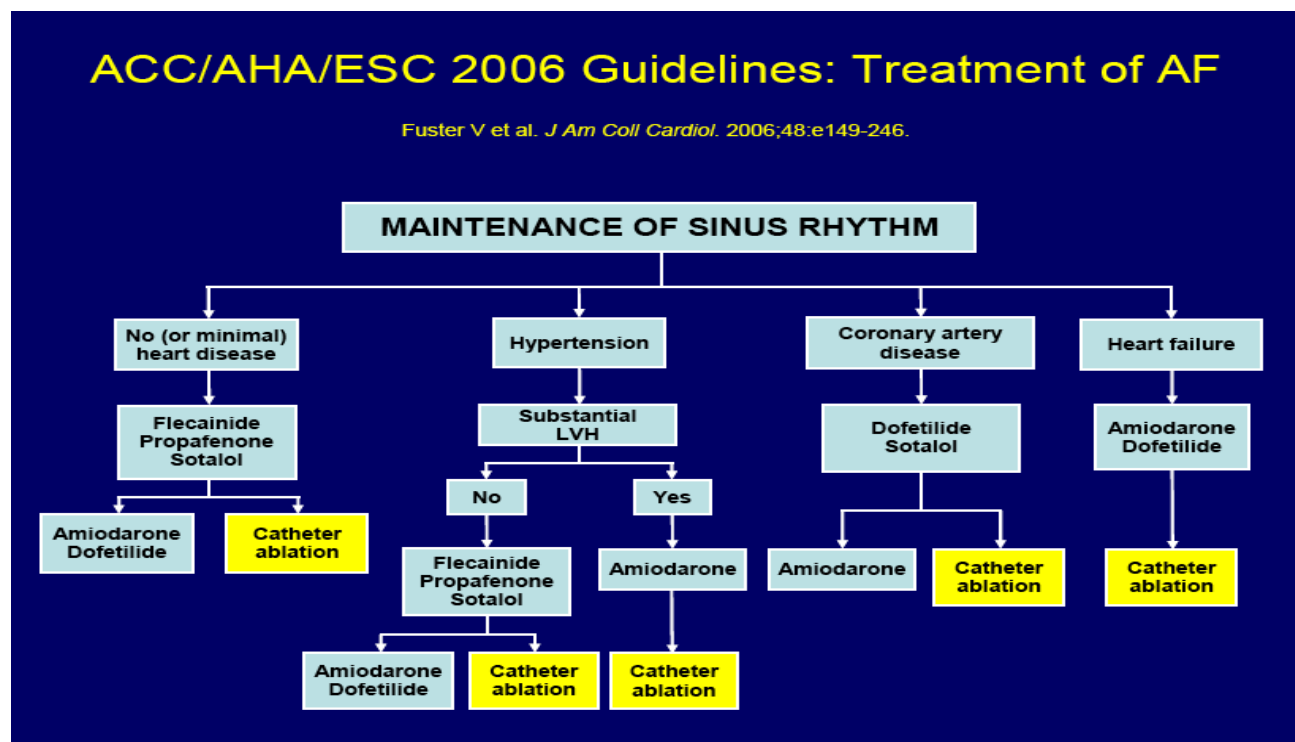 ACC/AHA/ESC 2006 Guidelines: Treatment of AF
Fuster V et al. J Am Coll Cardiol. 2006;48:e149-246.
MAINTENANCE OF SINUS RHYTHM
No (or minimal)
heart disease
Hypertension
Coronary artery
disease
Heart failure
Flecainide
Propafenone
Sotalol
Substantial
LVH
Dofetilide
Sotalol
Amiodarone
Dofetilide
No
Yes
Amiodarone
Dofetilide
Catheter
ablation
Flecainide
Propafenone
Sotalol
Amiodarone
Amiodarone
Catheter
ablation
Catheter
ablation
Amiodarone
Dofetilide
Catheter
ablation
Catheter
ablation